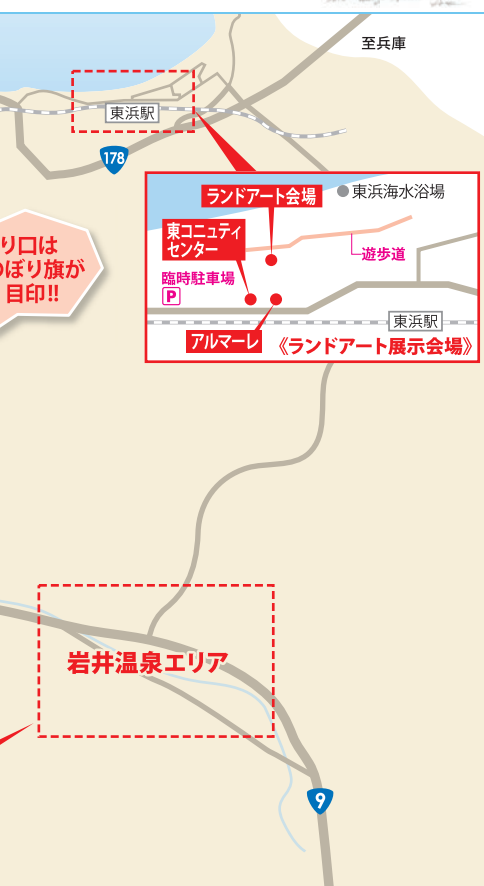 至兵庫
東浜駅
178
ランドアート会場
東浜海水浴場
東コニュティ
センター
遊歩道
臨時駐車場
P
東浜駅
アルマーレ
《ランドアート展示会場》
り口は
のぼり旗が
目印!!
岩井温泉エリア
9